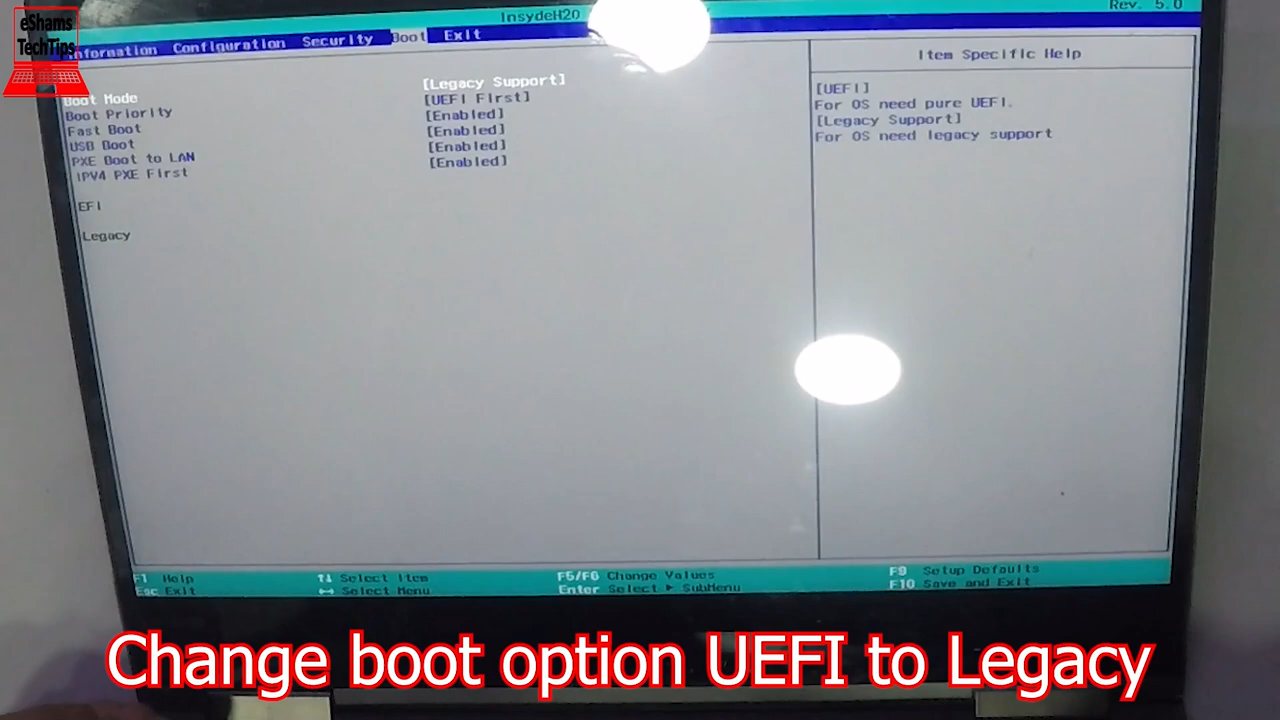 eShams
TechTips
InsydeH20
Rev. 5.0
Information Configuration Security Boot Exit
Item Specific Help
Boot Mode [Legacy Support]
Boot Priority [UEFI First]
Fast Boot [Enabled]
USB Boot [Enabled]
PXE Boot to LAN [Enabled]
IPV4 PXE First [Enabled]
EFI
Legacy
[UEFI]
For OS need pure UEFI.
[Legacy Support]
For OS need legacy support
F1 Help ↑↓ Select Item F5/F6 Change Values F9 Setup Defaults
Esc Exit ↔ Select Menu Enter Select ▶ SubMenu F10 Save and Exit
Change boot option UEFI to Legacy